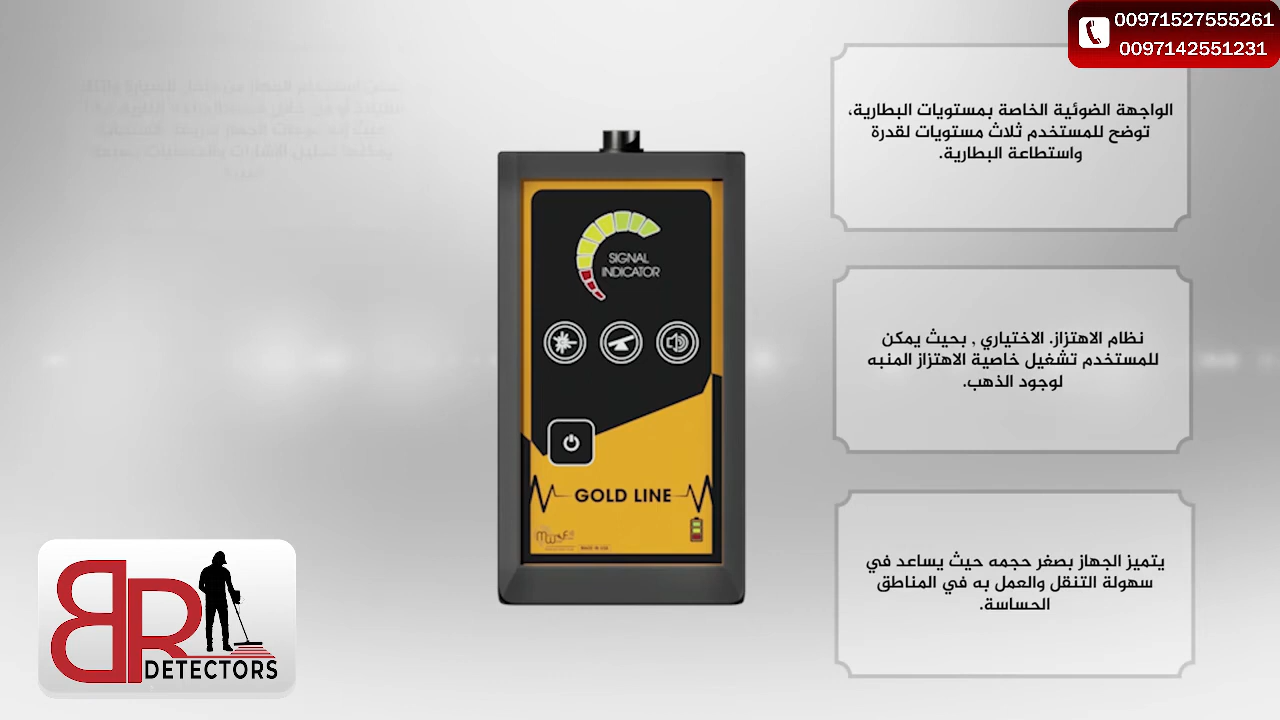 00971527555261
0097142551231
الواجهة الضوئية الخاصة بمستويات البطارية،
توضح للمستخدم ثلاث مستويات لقدرة
واستطاعة البطارية.
نظام الاهتزاز. الاختياري , بحيث يمكن
للمستخدم تشغيل خاصية الاهتزاز المنبه
لوجود الذهب.
يتميز الجهاز بصغر حجمه حيث يساعد في
سهولة التنقل والعمل به في المناطق
الحساسة.
SIGNAL
INDICATOR
GOLD LINE
BR
DETECTORS